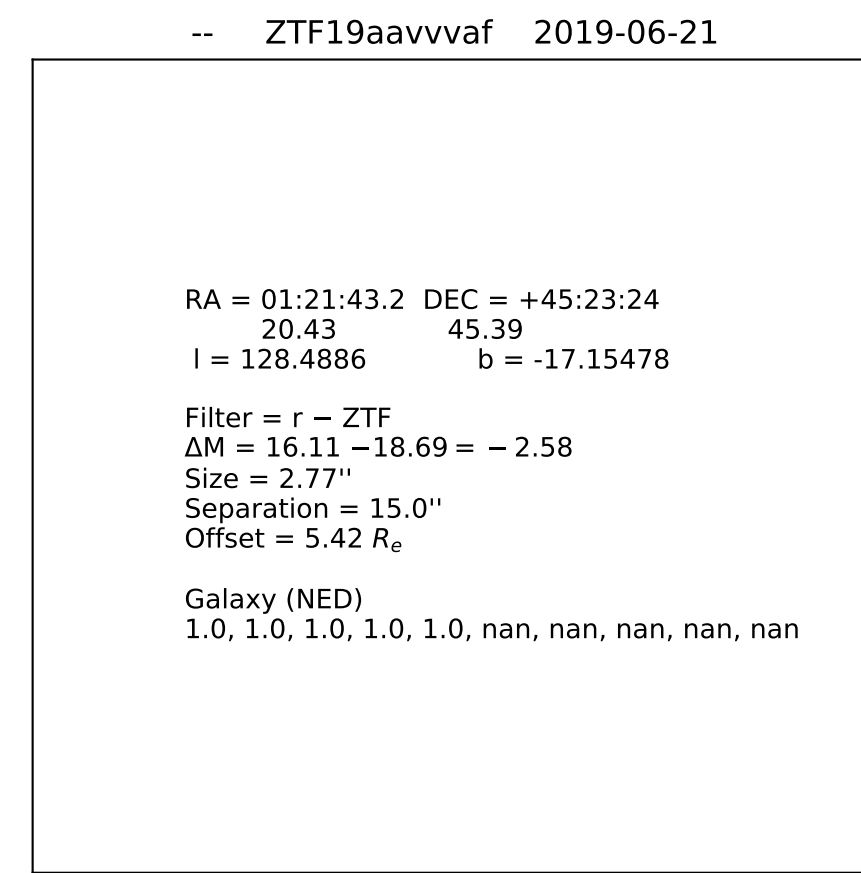 -- ZTF19aavvvaf 2019-06-21
RA = 01:21:43.2 DEC = +45:23:24
20.43 45.39
l = 128.4886 b = -17.15478
Filter = r − ZTF
ΔM = 16.11 −18.69 = − 2.58
Size = 2.77''
Separation = 15.0''
Offset = 5.42 Re
Galaxy (NED)
1.0, 1.0, 1.0, 1.0, 1.0, nan, nan, nan, nan, nan